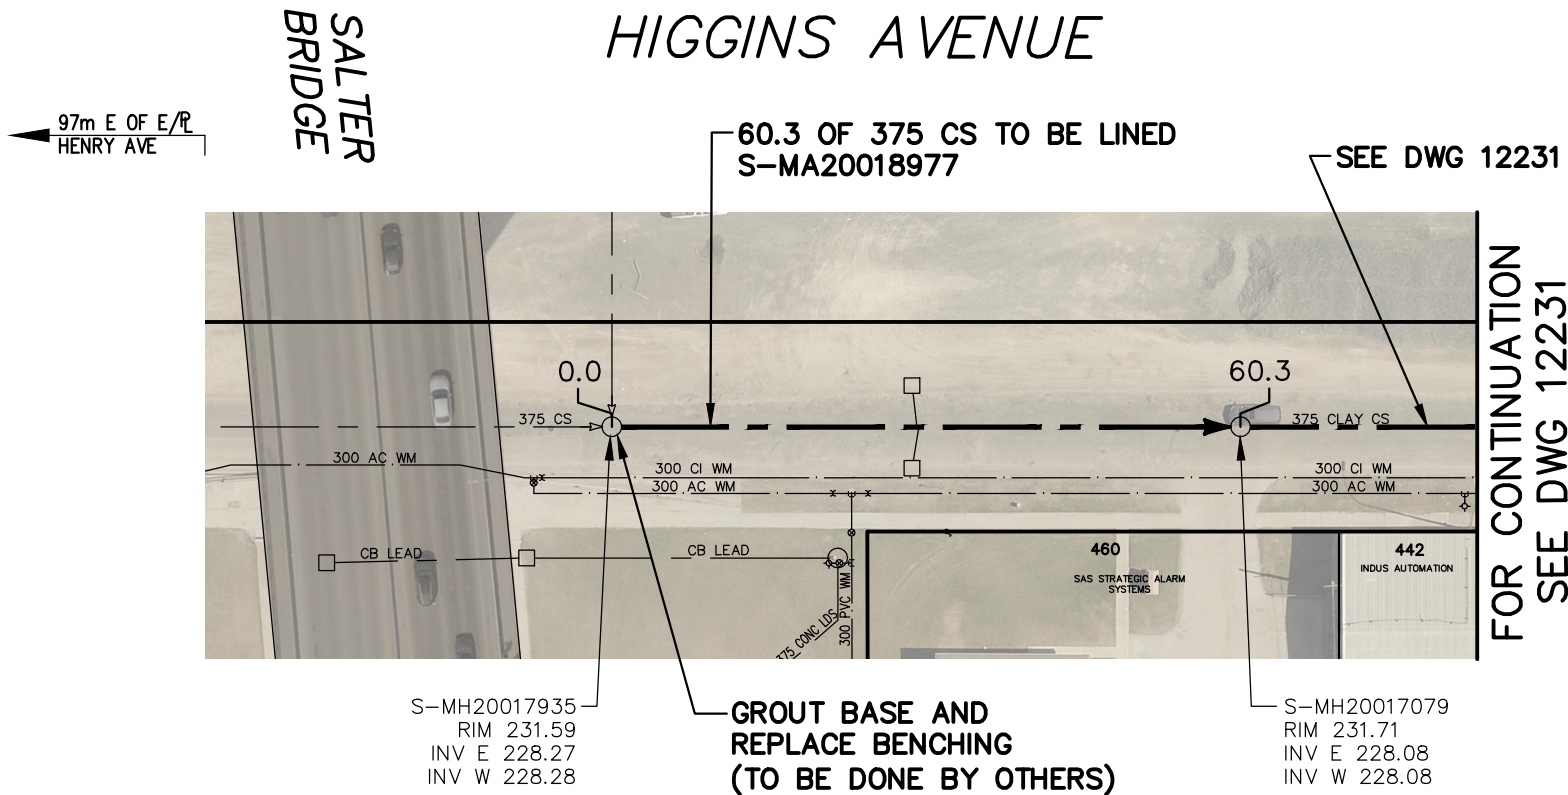 HIGGINS AVENUE
SALTER
BRIDGE
97m E OF E/PL
HENRY AVE
60.3 OF 375 CS TO BE LINED
S-MA20018977
SEE DWG 12231
FOR CONTINUATION
SEE DWG 12231
0.0
60.3
375 CS
375 CLAY CS
300 AC WM
300 CI WM
300 AC WM
300 CI WM
300 AC WM
CB LEAD
CB LEAD
300 PVC WM
375 CONC LDS
460
SAS STRATEGIC ALARM
SYSTEMS
442
INDUS AUTOMATION
S-MH20017935
RIM 231.59
INV E 228.27
INV W 228.28
GROUT BASE AND
REPLACE BENCHING
(TO BE DONE BY OTHERS)
S-MH20017079
RIM 231.71
INV E 228.08
INV W 228.08